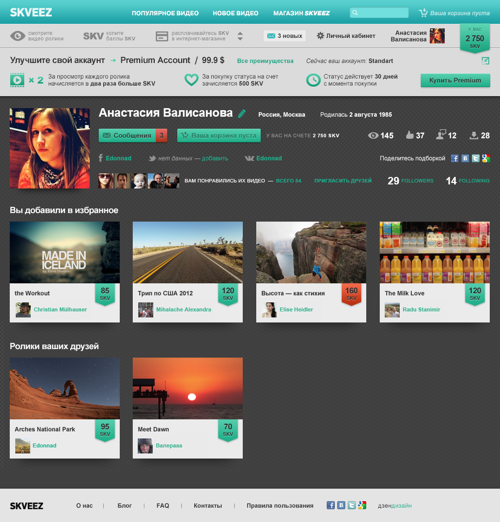 SKVEEZ
ПОПУЛЯРНОЕ ВИДЕО
НОВОЕ ВИДЕО
МАГАЗИН SKVEEZ
Ваша корзина пуста
смотрите
видео ролики
SKV
копите
баллы SKV
расплачивайтесь SKV
в интернет-магазине
3 новых
Личный кабинет
Анастасия
Валисанова
2 750
SKV
Улучшите свой аккаунт → Premium Account / 99.9 $
Все преимущества
Сейчас ваш аккаунт: Standart
× 2
За просмотр каждого ролика
начисляется в два раза больше SKV
За покупку статуса на счет
зачисляется 500 SKV
Статус действует 30 дней
с момента покупки
Купить Premium
Анастасия Валисанова
Россия, Москва
Родилась 2 августа 1985
Сообщения
3
Ваша корзина пуста
У ВАС НА СЧЕТЕ 2 750 SKV
145
37
12
28
Edonnad
нет данных — добавить
Edonnad
Поделитесь подборкой
ВАМ ПОНРАВИЛИСЬ ИХ ВИДЕО — ВСЕГО 54
ПРИГЛАСИТЬ ДРУЗЕЙ
29 FOLLOWERS
14 FOLLOWING
Вы добавили в избранное
MADE IN
ICELAND
the Workout
85
SKV
Christian Mülhauser
Трип по США 2012
120
SKV
Mihalache Alexandra
Высота — как стихия
160
SKV
Elise Heidler
The Milk Love
120
SKV
Radu Stanimir
Ролики ваших друзей
Arches National Park
95
SKV
Edonnad
Meet Dawn
70
SKV
Валерааа
SKVEEZ
О нас
Блог
FAQ
Контакты
Правила пользования
дзендизайн